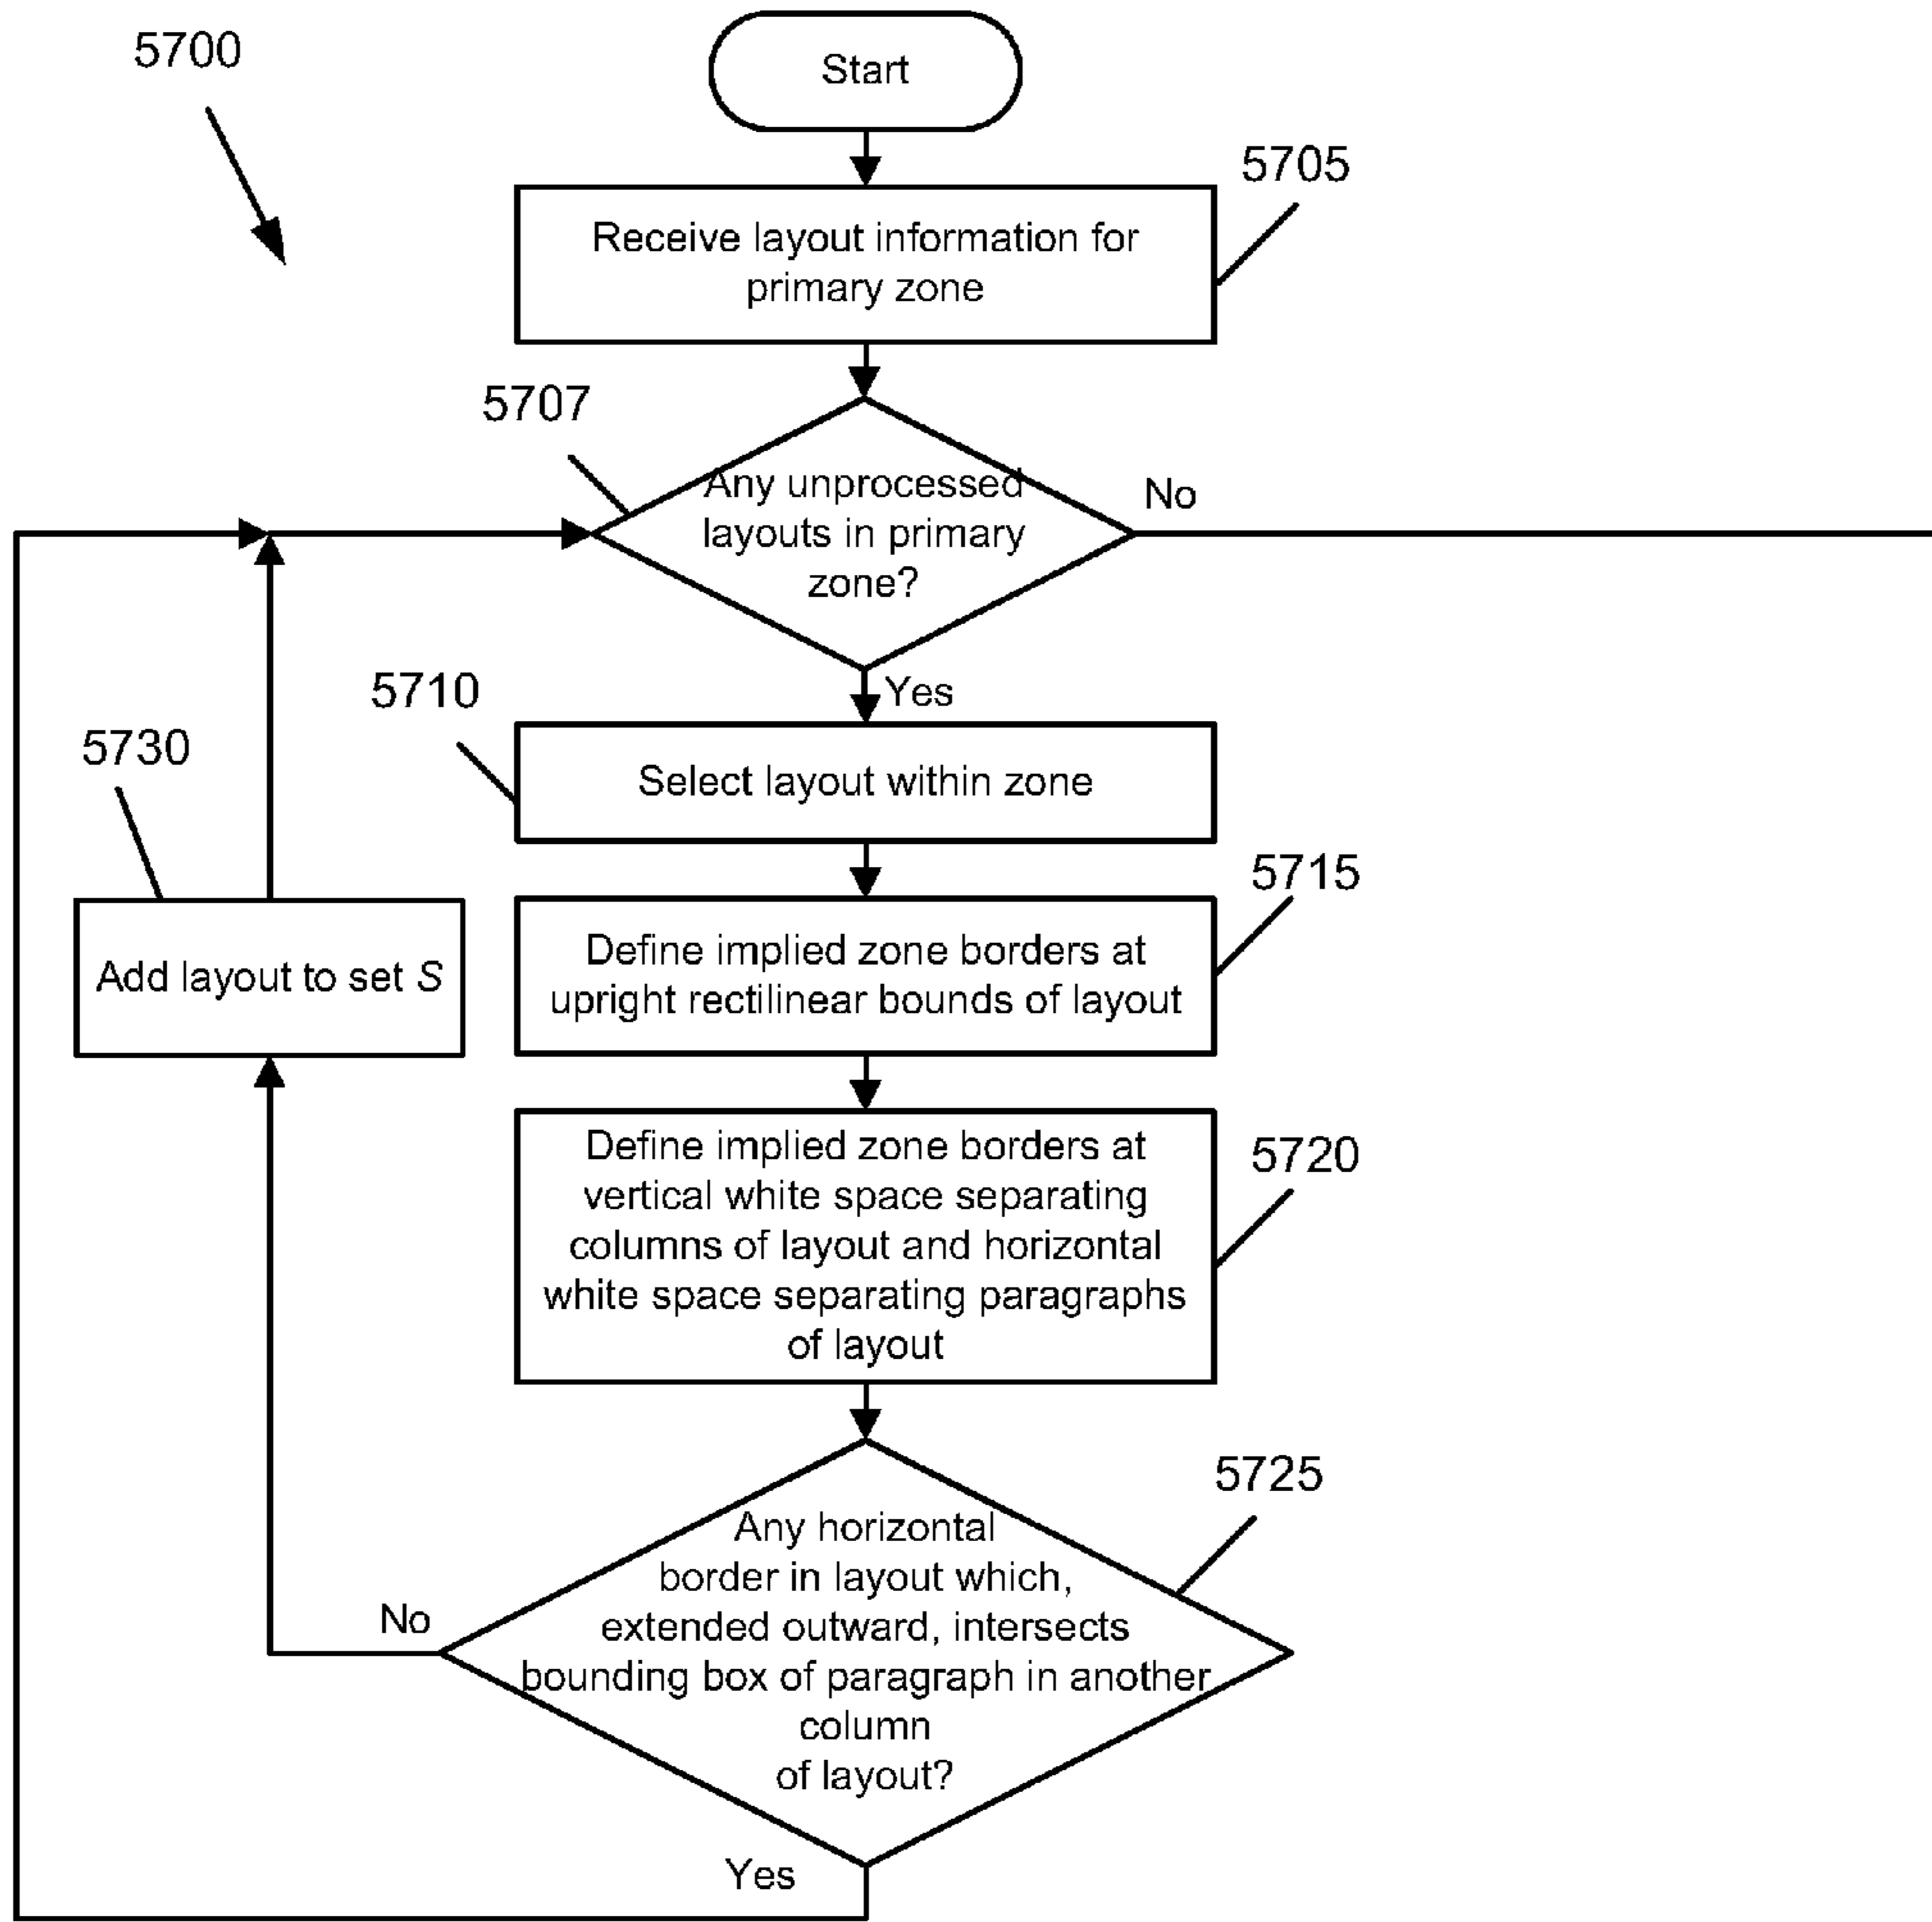 5700
Start
5705
Receive layout information for
primary zone
5707
Any unprocessed
layouts in primary
zone?
No
Yes
5710
Select layout within zone
5730
Add layout to set S
5715
Define implied zone borders at
upright rectilinear bounds of layout
5720
Define implied zone borders at
vertical white space separating
columns of layout and horizontal
white space separating paragraphs
of layout
5725
Any horizontal
border in layout which,
extended outward, intersects
bounding box of paragraph in another
column
of layout?
No
Yes